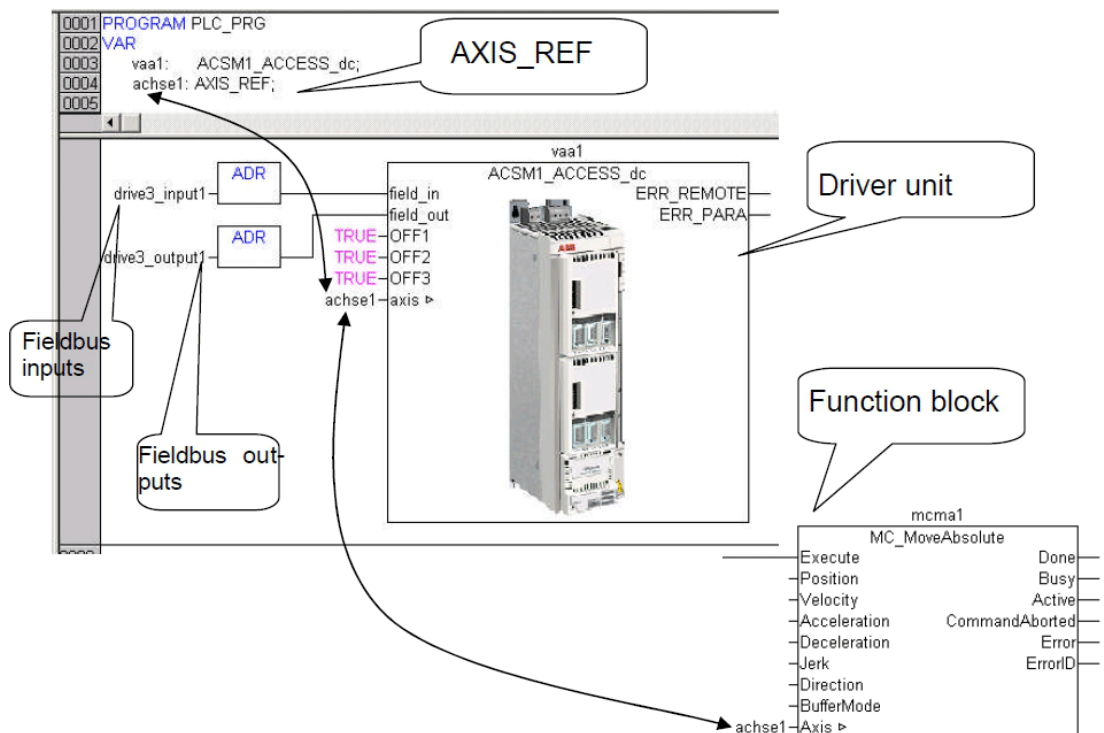 0001 PROGRAM PLC_PRG
0002 VAR
0003 vaa1: ACSM1_ACCESS_dc;
0004 achse1: AXIS_REF;
0005
AXIS_REF
vaa1
ACSM1_ACCESS_dc
ADR
drive3_input1
field_in
ERR_REMOTE
field_out
ERR_PARA
ADR
drive3_output1
TRUE OFF1
TRUE OFF2
TRUE OFF3
achse1 axis
ABB
Driver unit
Fieldbus
inputs
Fieldbus out-
puts
Function block
mcma1
MC_MoveAbsolute
Execute Done
Position Busy
Velocity Active
Acceleration CommandAborted
Deceleration Error
Jerk ErrorID
Direction
BufferMode
achse1 Axis